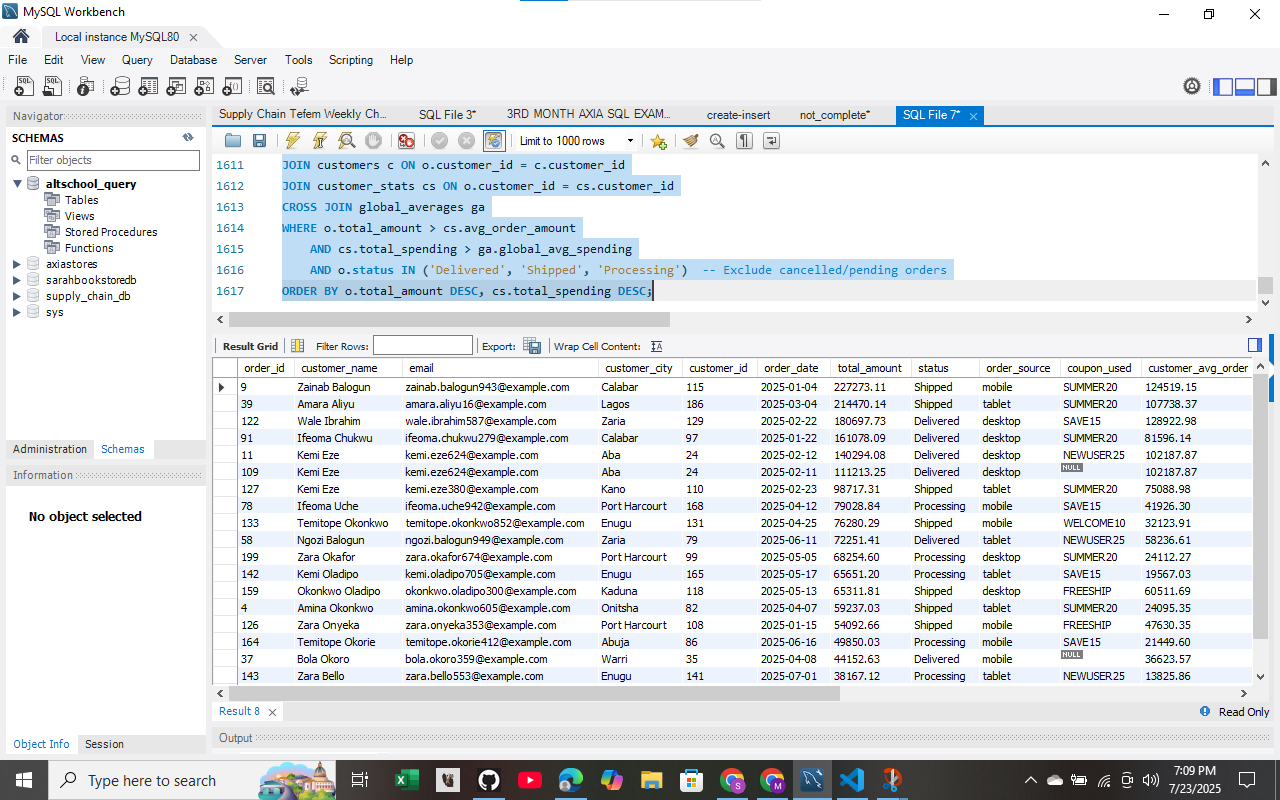 MySQL Workbench
Local instance MySQL80
File Edit View Query Database Server Tools Scripting Help
Navigator
SCHEMAS
Filter objects
altschool_query
Tables
Views
Stored Procedures
Functions
axiastores
sarahbookstoredb
supply_chain_db
sys
Administration Schemas
Information
No object selected
Object Info Session
Supply Chain Tefem Weekly Ch... SQL File 3* 3RD MONTH AXIA SQL EXAM... create-insert not_complete* SQL File 7*
Limit to 1000 rows
1611 JOIN customers c ON o.customer_id = c.customer_id
1612 JOIN customer_stats cs ON o.customer_id = cs.customer_id
1613 CROSS JOIN global_averages ga
1614 WHERE o.total_amount > cs.avg_order_amount
1615 AND cs.total_spending > ga.global_avg_spending
1616 AND o.status IN ('Delivered', 'Shipped', 'Processing') -- Exclude cancelled/pending orders
1617 ORDER BY o.total_amount DESC, cs.total_spending DESC;
Result Grid Filter Rows: Export: Wrap Cell Content:
order_id customer_name email customer_city customer_id order_date total_amount status order_source coupon_used customer_avg_order
9 Zainab Balogun zainab.balogun943@example.com Calabar 115 2025-01-04 227273.11 Shipped mobile SUMMER20 124519.15
39 Amara Aliyu amara.aliyu16@example.com Lagos 186 2025-03-04 214470.14 Shipped tablet SUMMER20 107738.37
122 Wale Ibrahim wale.ibrahim587@example.com Zaria 129 2025-02-22 180697.73 Delivered desktop SAVE15 128922.98
91 Ifeoma Chukwu ifeoma.chukwu279@example.com Calabar 97 2025-01-22 161078.09 Delivered desktop SUMMER20 81596.14
11 Kemi Eze kemi.eze624@example.com Aba 24 2025-02-12 140294.08 Delivered desktop NEWUSER25 102187.87
109 Kemi Eze kemi.eze624@example.com Aba 24 2025-02-11 111213.25 Delivered desktop NULL 102187.87
127 Kemi Eze kemi.eze380@example.com Kano 110 2025-02-23 98717.31 Shipped tablet SUMMER20 75088.98
78 Ifeoma Uche ifeoma.uche942@example.com Port Harcourt 168 2025-04-12 79028.84 Processing mobile SAVE15 41926.30
133 Temitope Okonkwo temitope.okonkwo852@example.com Enugu 131 2025-04-25 76280.29 Shipped mobile WELCOME10 32123.91
58 Ngozi Balogun ngozi.balogun949@example.com Zaria 79 2025-06-11 72251.41 Delivered tablet NEWUSER25 58236.61
199 Zara Okafor zara.okafor674@example.com Port Harcourt 99 2025-05-05 68254.60 Processing desktop SUMMER20 24112.27
142 Kemi Oladipo kemi.oladipo705@example.com Enugu 165 2025-05-17 65651.20 Processing tablet SAVE15 19567.03
159 Okonkwo Oladipo okonkwo.oladipo300@example.com Kaduna 118 2025-05-13 65311.81 Shipped desktop FREESHIP 60511.69
4 Amina Okonkwo amina.okonkwo605@example.com Onitsha 82 2025-04-07 59237.03 Shipped tablet SUMMER20 24095.35
126 Zara Onyeka zara.onyeka353@example.com Port Harcourt 108 2025-01-15 54092.66 Shipped mobile FREESHIP 47630.35
164 Temitope Okorie temitope.okorie412@example.com Abuja 86 2025-06-16 49850.03 Processing mobile SAVE15 21449.60
37 Bola Okoro bola.okoro359@example.com Warri 35 2025-04-08 44152.63 Delivered mobile NULL 36623.57
143 Zara Bello zara.bello553@example.com Enugu 141 2025-07-01 38167.12 Processing tablet NEWUSER25 13825.86
Result 8 Read Only
Output
Type here to search
7:09 PM
7/23/2025